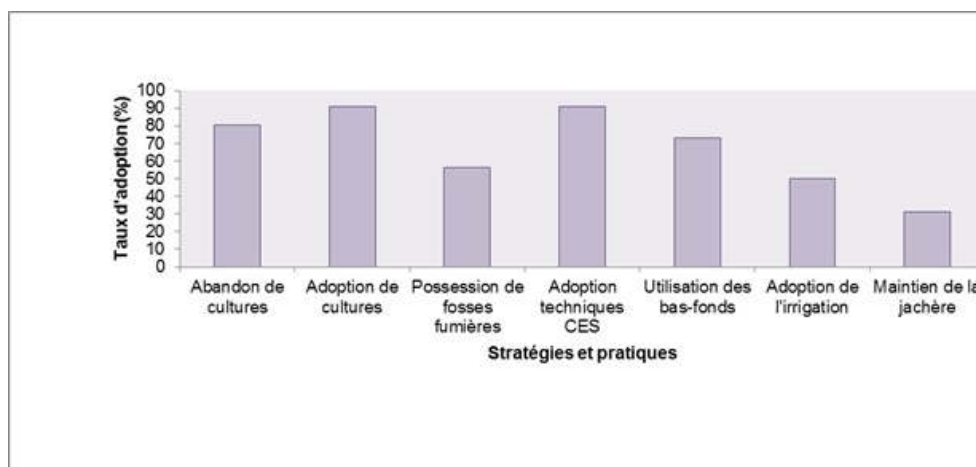 Taux d'adoption (%)
100
90
80
70
60
50
40
30
20
10
0
Abandon de cultures
Adoption de cultures
Possession de fosses fumières
Adoption techniques CES
Utilisation des bas-fonds
Adoption de l'irrigation
Maintien de la jachère
Stratégies et pratiques